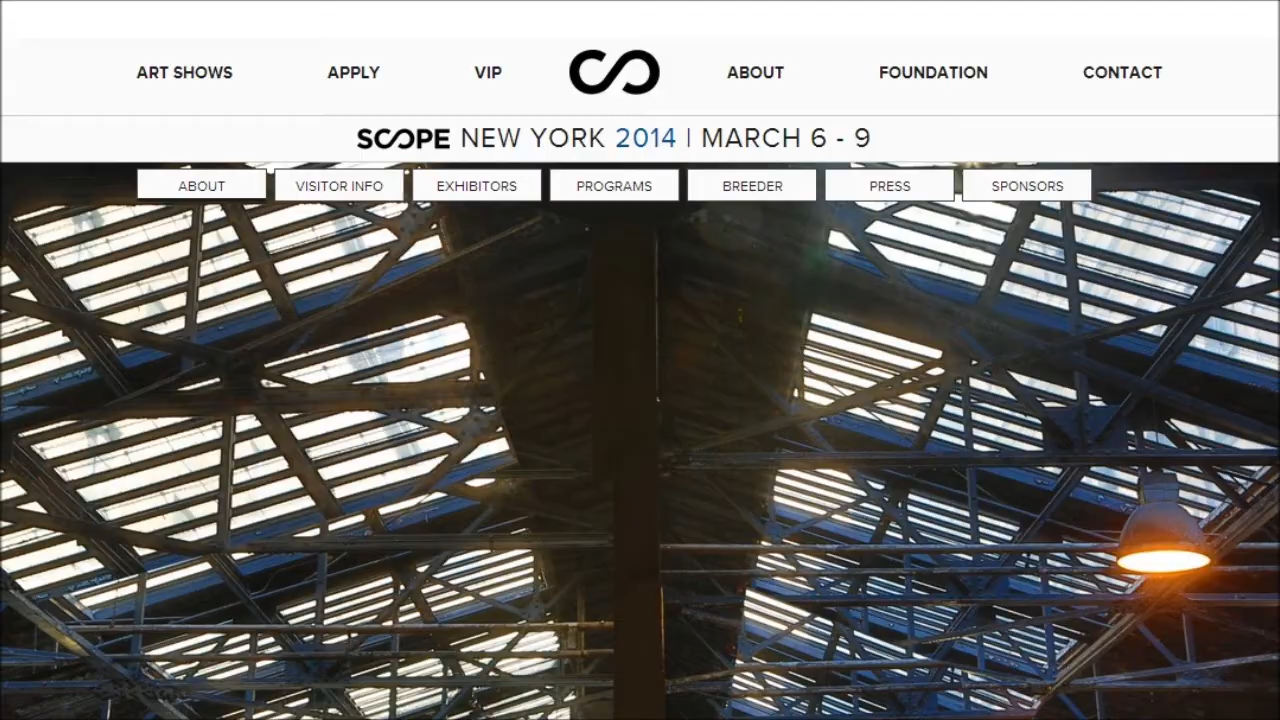 ART SHOWS APPLY VIP ABOUT FOUNDATION CONTACT
SCOPE NEW YORK 2014 | MARCH 6 - 9
ABOUT VISITOR INFO EXHIBITORS PROGRAMS BREEDER PRESS SPONSORS